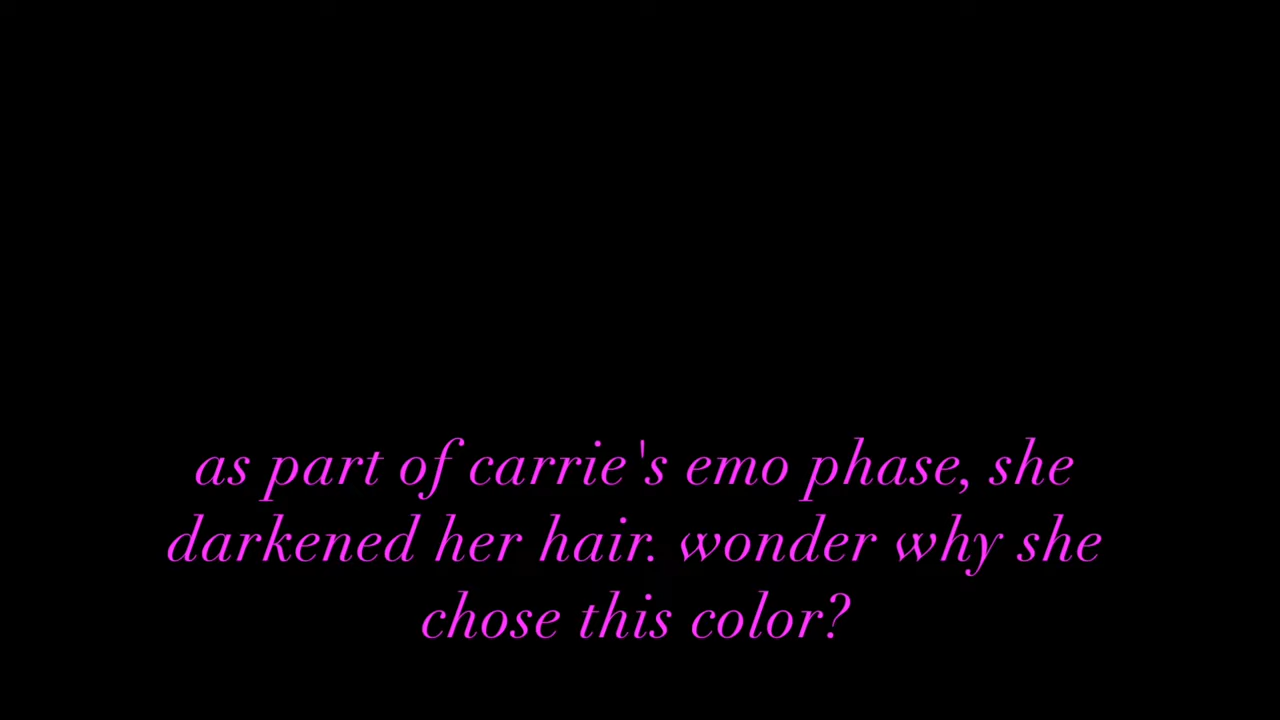 as part of carrie's emo phase, she
darkened her hair. wonder why she
chose this color?